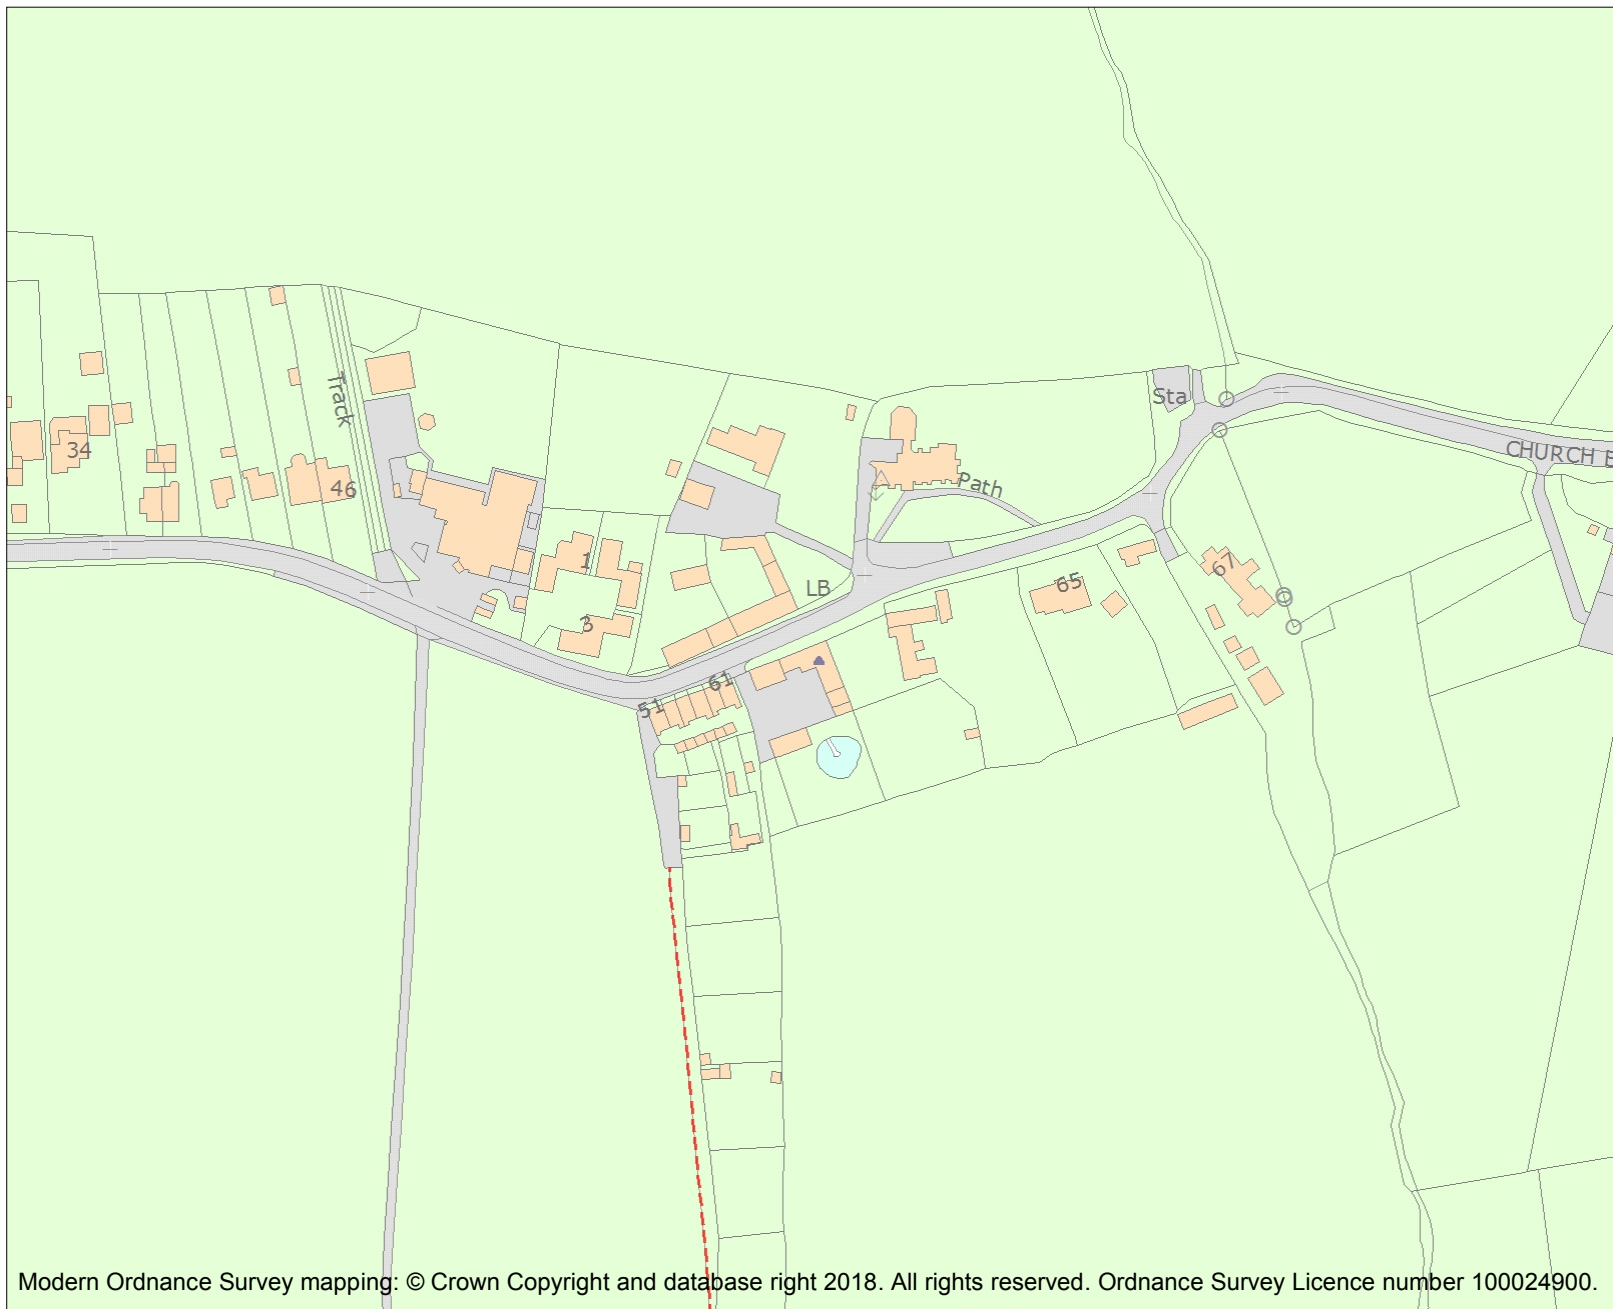 Sta
Track
34
CHURCH E
46
Path
1
67
LB
65
3
61
51
Modern Ordnance Survey mapping: © Crown Copyright and database right 2018. All rights reserved. Ordnance Survey Licence number 100024900.